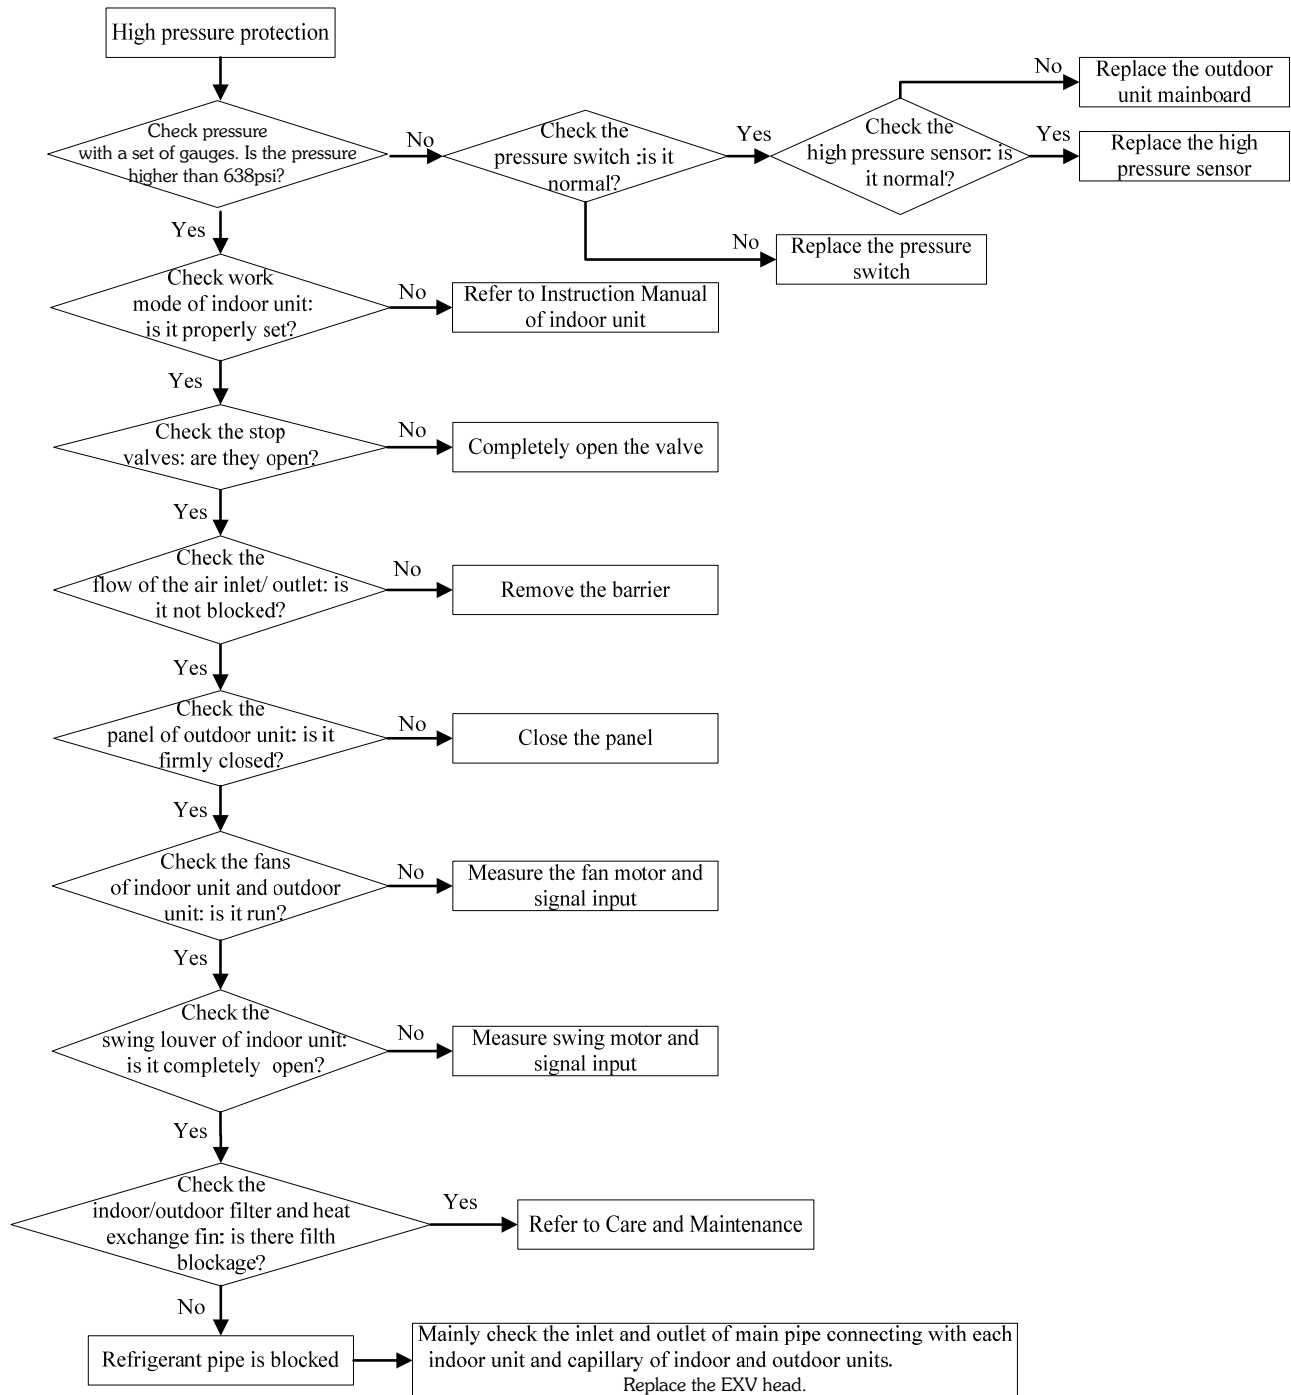 High pressure protection
Check pressure
with a set of gauges. Is the pressure
higher than 638psi?
No
Check the
pressure switch :is it
normal?
Yes
Check the
high pressure sensor: is
it normal?
No
Replace the outdoor
unit mainboard
Yes
Replace the high
pressure sensor
No
Replace the pressure
switch
Yes
Check work
mode of indoor unit:
is it properly set?
No
Refer to Instruction Manual
of indoor unit
Yes
Check the stop
valves: are they open?
No
Completely open the valve
Yes
Check the
flow of the air inlet/ outlet: is
it not blocked?
No
Remove the barrier
Yes
Check the
panel of outdoor unit: is it
firmly closed?
No
Close the panel
Yes
Check the fans
of indoor unit and outdoor
unit: is it run?
No
Measure the fan motor and
signal input
Yes
Check the
swing louver of indoor unit:
is it completely open?
No
Measure swing motor and
signal input
Yes
Check the
indoor/outdoor filter and heat
exchange fin: is there filth
blockage?
Yes
Refer to Care and Maintenance
No
Refrigerant pipe is blocked
Mainly check the inlet and outlet of main pipe connecting with each
indoor unit and capillary of indoor and outdoor units.
Replace the EXV head.